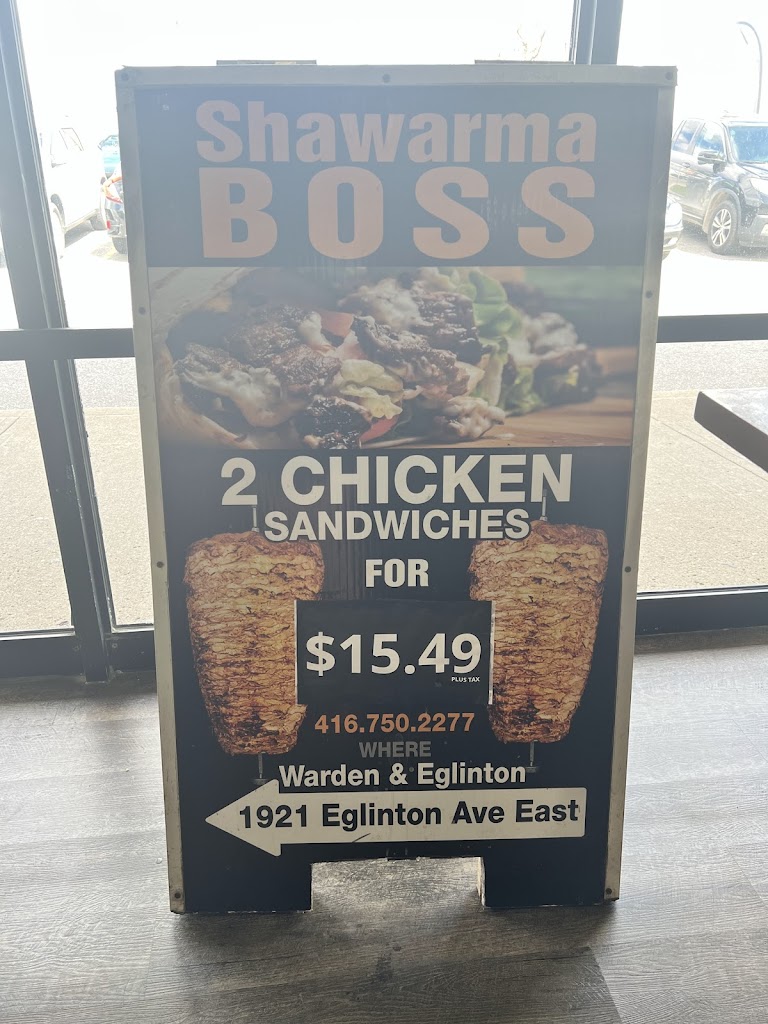 Shawarma
BOSS
2 CHICKEN
SANDWICHES
FOR
$15.49
PLUS TAX
416.750.2277
WHERE
Warden & Eglinton
1921 Eglinton Ave East